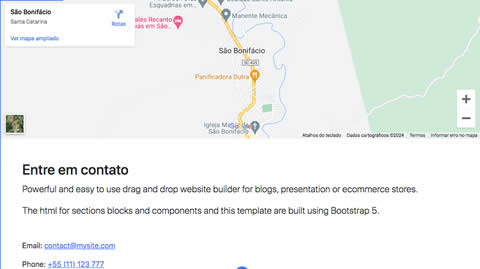 São Bonifácio
Santa Catarina
Rotas
Ver mapa ampliado
Esquadrias em
São...
Manente Mecânica
alés Recanto
São Bonifácio
SC-435
Panificadora Dutra
Igreja Mat
São Bonifácio
+
−
Atalhos do teclado
Dados cartográficos ©2024
Termos
Informar erro no mapa
Entre em contato
Powerful and easy to use drag and drop website builder for blogs, presentation or ecommerce stores.
The html for sections blocks and components and this template are built using Bootstrap 5.
Email: contact@mysite.com
Phone: +55 (11) 123 777